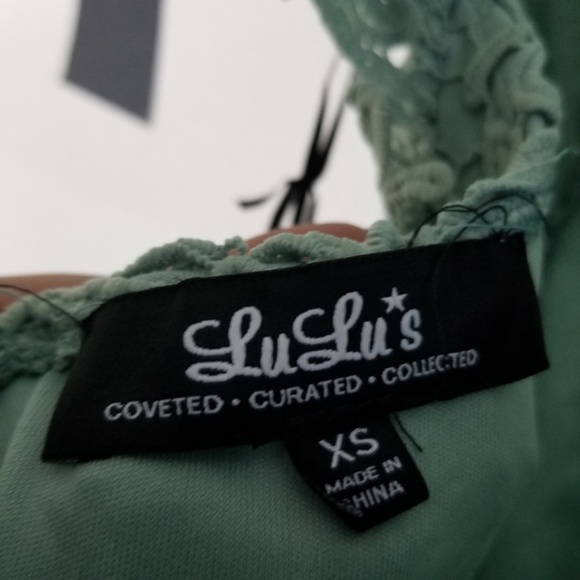 LuLu*s
COVETED • CURATED • COLLECTED
XS
MADE IN
CHINA